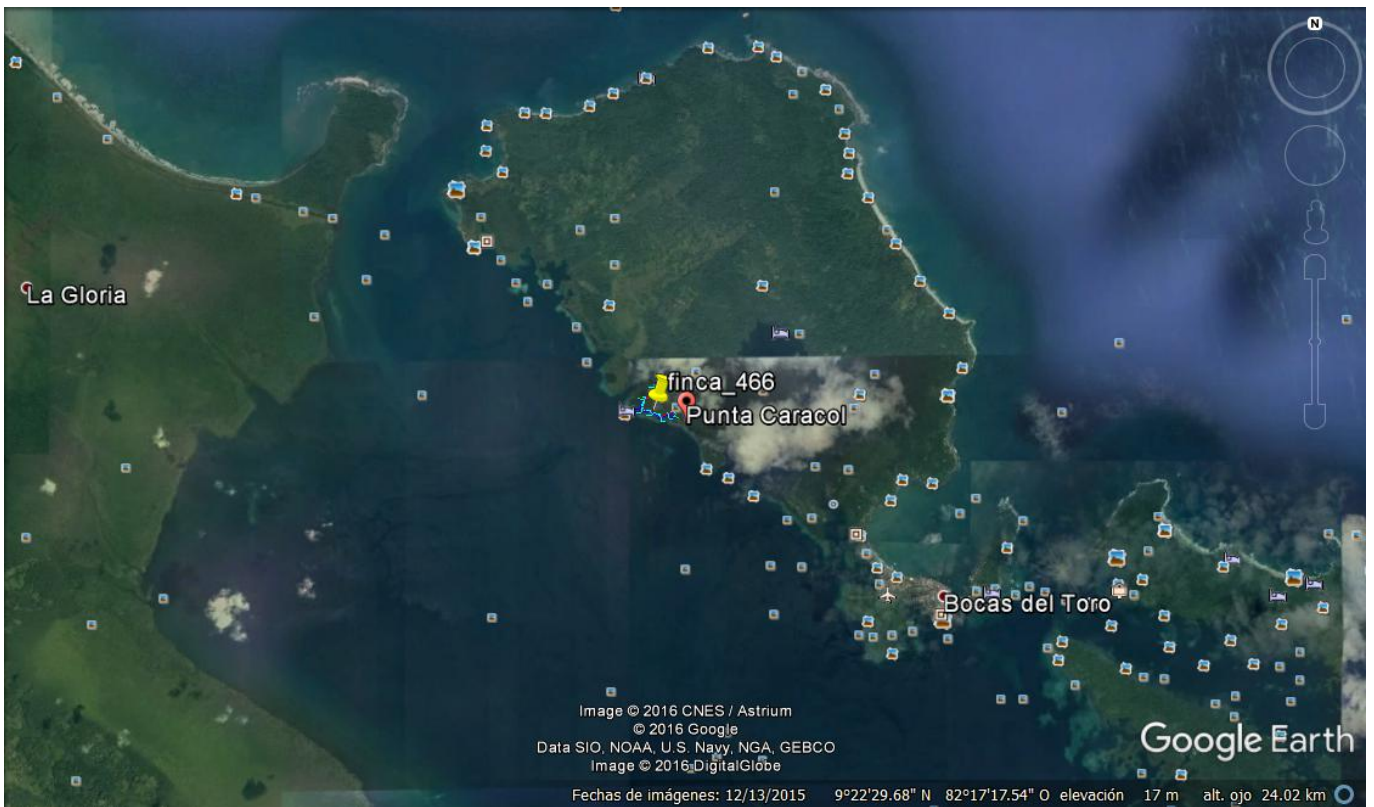 N
La Gloria
finca_466
Punta Caracol
Bocas del Toro
Image © 2016 CNES / Astrium
© 2016 Google
Data SIO, NOAA, U.S. Navy, NGA, GEBCO
Image © 2016 DigitalGlobe
Google Earth
Fechas de imágenes: 12/13/2015 9°22'29.68" N 82°17'17.54" O elevación 17 m alt. ojo 24.02 km